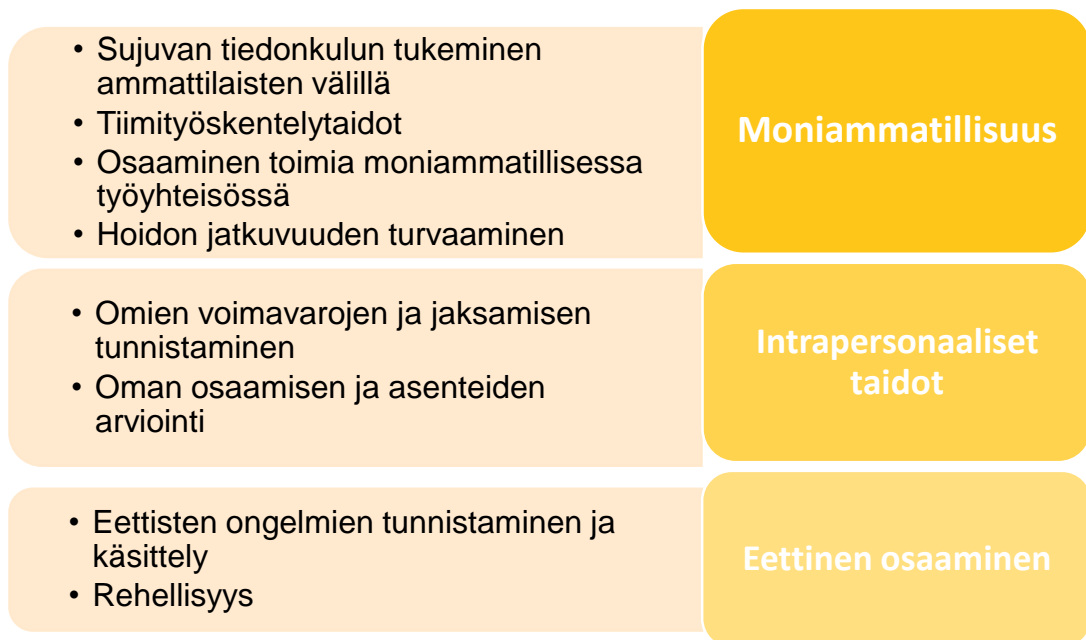 • Sujuvan tiedonkulun tukeminen
ammattilaisten välillä
• Tiimityöskentelytaidot
• Osaaminen toimia moniammatillisessa
työyhteisössä
• Hoidon jatkuvuuden turvaaminen
Moniammatillisuus
• Omien voimavarojen ja jaksamisen
tunnistaminen
• Oman osaamisen ja asenteiden
arviointi
Intrapersonaaliset
taidot
• Eettisten ongelmien tunnistaminen ja
käsittely
• Rehellisyys
Eettinen osaaminen